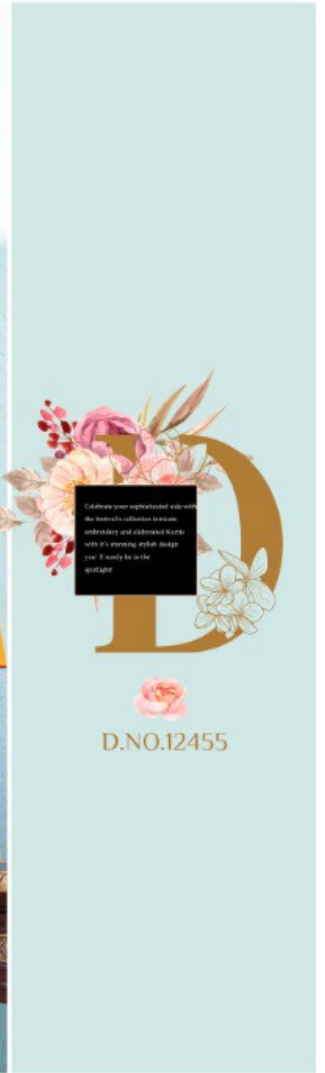 D
Celebrate your sophisticated side with
the festival's collection intricate
embroidery and elaborated Kurtis
with it's stunning stylish design
you' ll surely be in the
spotlight!
D.NO.12455